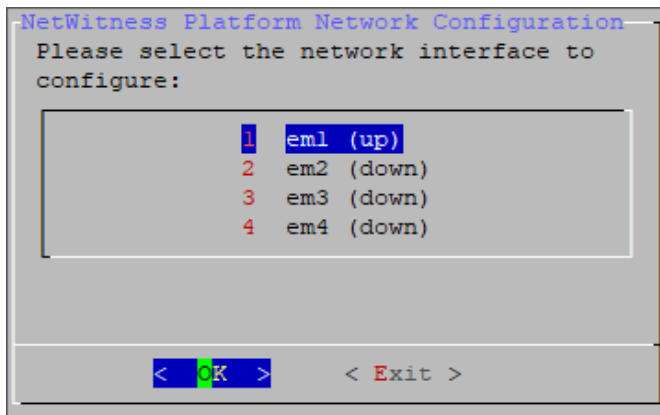 NetWitness Platform Network Configuration
Please select the network interface to
configure:
1 em1 (up)
2 em2 (down)
3 em3 (down)
4 em4 (down)
< OK > < Exit >